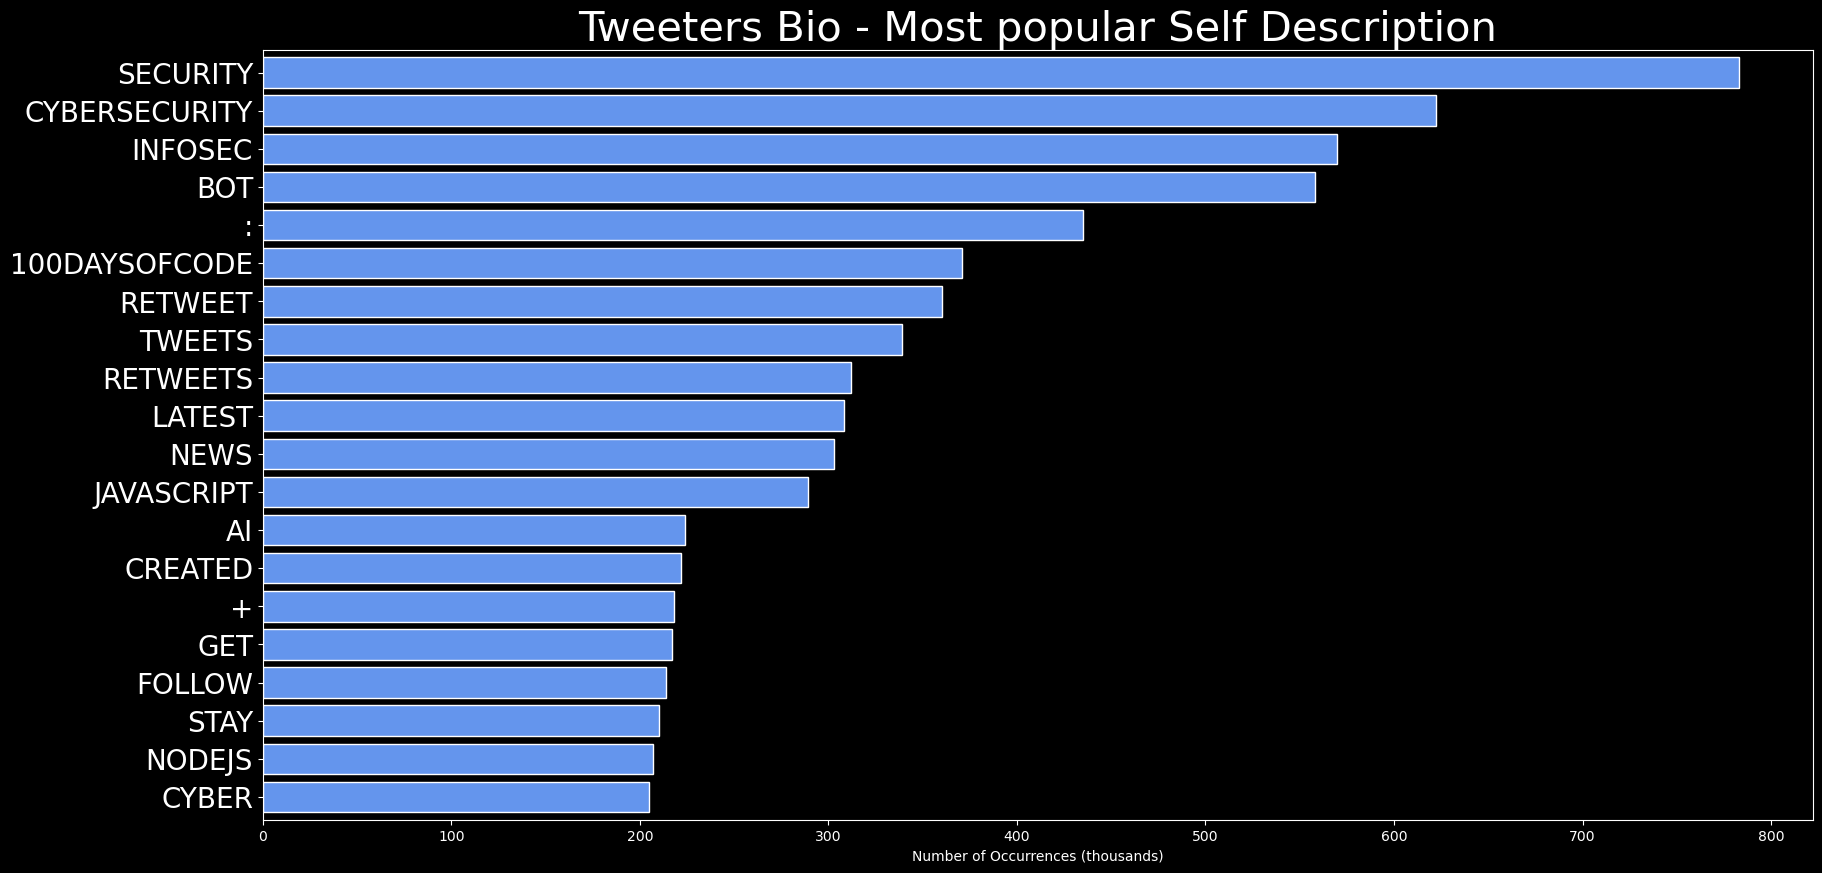 Tweeters Bio - Most popular Self Description
SECURITY
CYBERSECURITY
INFOSEC
BOT
:
100DAYSOFCODE
RETWEET
TWEETS
RETWEETS
LATEST
NEWS
JAVASCRIPT
AI
CREATED
+
GET
FOLLOW
STAY
NODEJS
CYBER
0 100 200 300 400 500 600 700 800
Number of Occurrences (thousands)